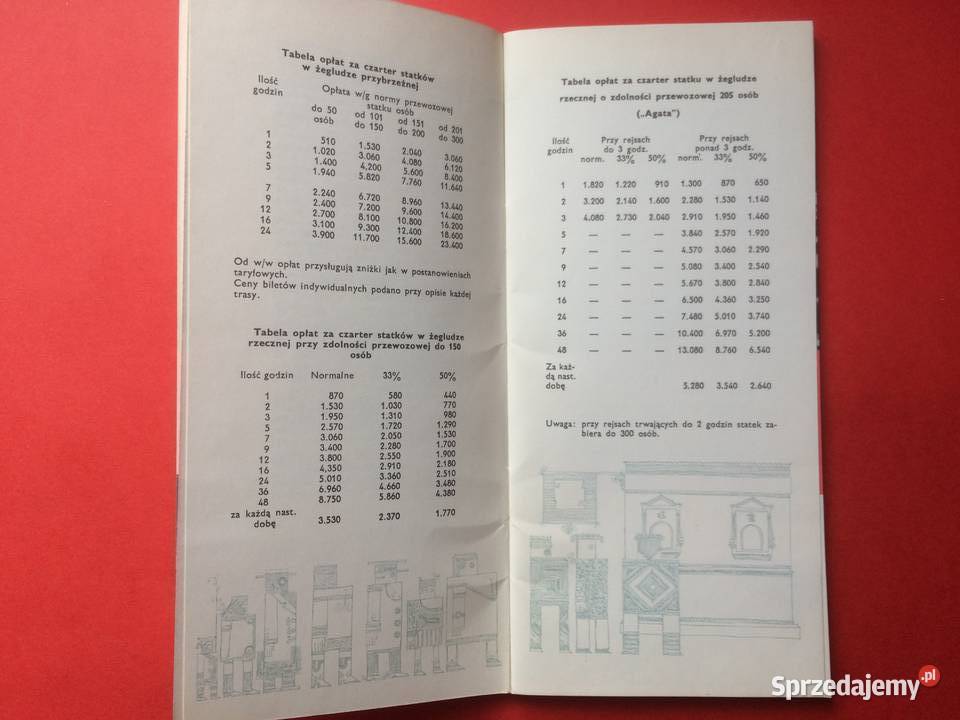 Tabela opłat za czarter statków
w żegludze przybrzeżnej
Ilość godzin Opłata w/g normy przewozowej
statku osób
do 50 osób od 101 do 150 od 151 do 200 od 201 do 300
1 510 1.530 2.040 3.060
2 1.020 3.060 4.080 6.120
3 1.400 4,200 5.600 8.400
5 1.940 5.820 7.760 11.640
7 2.240 6.720 8.960 13.440
9 2.400 7.200 9.600 14.400
12 2.700 8.100 10.800 16.200
16 3.100 9.300 12.400 18.600
24 3.900 11.700 15.600 23.400
Od w/w opłat przysługują zniżki jak w postanowieniach
taryfowych.
Ceny biletów indywidualnych podano przy opisie każdej
trasy.
Tabela opłat za czarter statków w żegludze
rzecznej przy zdolności przewozowej do 150
osób
Ilość godzin Normalne 33% 50%
1 870 580 440
2 1.530 1.030 770
3 1.950 1.310 980
5 2.570 1.720 1.290
7 3.060 2.050 1.530
9 3.400 2.280 1.700
12 3.800 2.550 1.900
16 4,350 2.910 2.180
24 5.010 3.360 2.510
36 6.960 4.660 3.480
48 8.750 5.860 4.380
za każdą nast.
dobę 3.530 2.370 1.770
Tabela opłat za czarter statku w żegludze
rzecznej o zdolności przewozowej 205 osób
(„Agata")
Ilość godzin Przy rejsach do 3 godz. Przy rejsach ponad 3 godz.
norm. 33% 50% norm. 33% 50%
1 1.820 1.220 910 1.300 870 650
2 3.200 2.140 1.600 2.280 1.530 1.140
3 4.080 2.730 2.040 2.910 1.950 1.460
5 — — — 3.840 2.570 1.920
7 — — — 4.570 3.060 2.290
9 — — — 5.080 3.400 2.540
12 — — — 5.670 3.800 2.840
16 — — — 6.500 4.360 3.250
24 — — — 7.480 5.010 3.740
36 — — — 10.400 6.970 5.200
48 — — — 13.080 8.760 6.540
Za każ-
dą nast.
dobę 5.280 3.540 2.640
Uwaga: przy rejsach trwających do 2 godzin statek za-
biera do 300 osób.
Sprzedajemy.pl